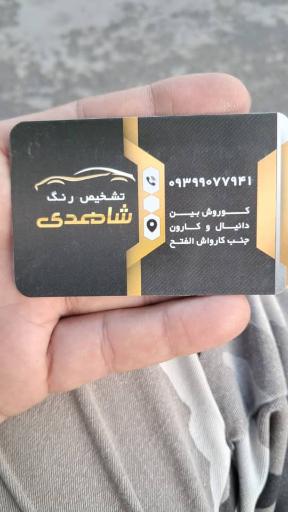 تشخیص رنگ
شاهدی
۰۹۳۹۹۰۷۷۹۴۱
کوروش بین
دانیال و کارون
جنب کارواش الفتح